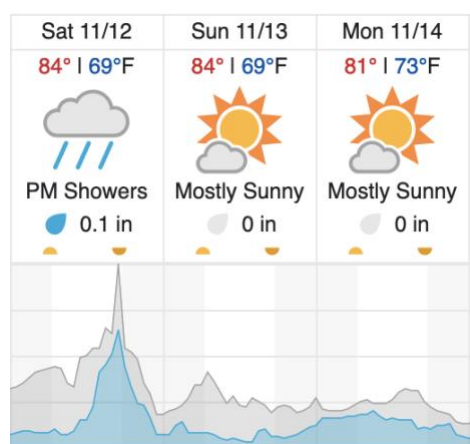 Sat 11/12 Sun 11/13 Mon 11/14
84° | 69°F 84° | 69°F 81° | 73°F
PM Showers Mostly Sunny Mostly Sunny
0.1 in 0 in 0 in